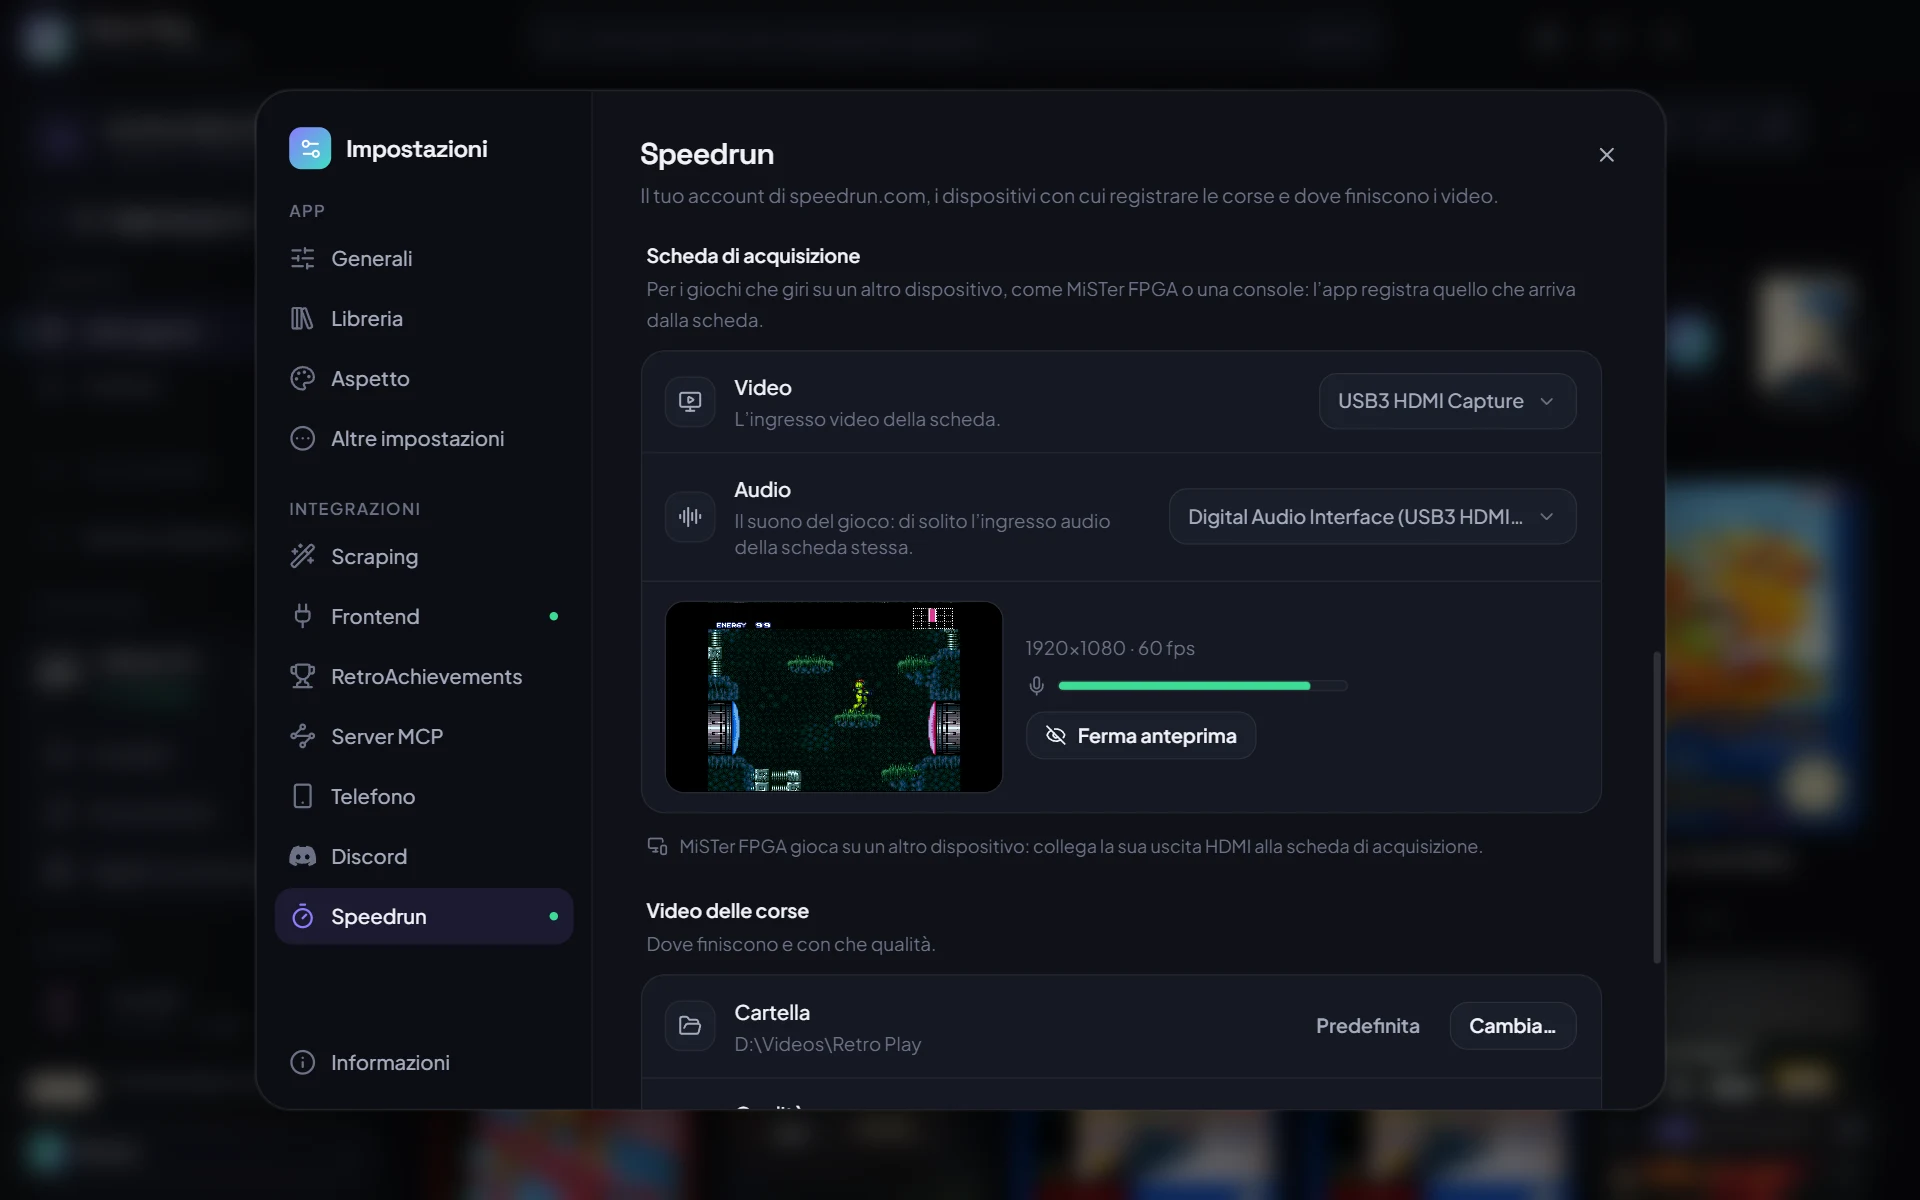 Impostazioni
APP
Generali
Libreria
Aspetto
Altre impostazioni
INTEGRAZIONI
Scraping
Frontend
RetroAchievements
Server MCP
Telefono
Discord
Speedrun
Informazioni
Speedrun
Il tuo account di speedrun.com, i dispositivi con cui registrare le corse e dove finiscono i video.
Scheda di acquisizione
Per i giochi che giri su un altro dispositivo, come MiSTer FPGA o una console: l’app registra quello che arriva
dalla scheda.
Video
L’ingresso video della scheda.
USB3 HDMI Capture
Audio
Il suono del gioco: di solito l’ingresso audio
della scheda stessa.
Digital Audio Interface (USB3 HDMI…
ENERGY 99
1920×1080 · 60 fps
Ferma anteprima
MiSTer FPGA gioca su un altro dispositivo: collega la sua uscita HDMI alla scheda di acquisizione.
Video delle corse
Dove finiscono e con che qualità.
Cartella
D:\Videos\Retro Play
Predefinita
Cambia…